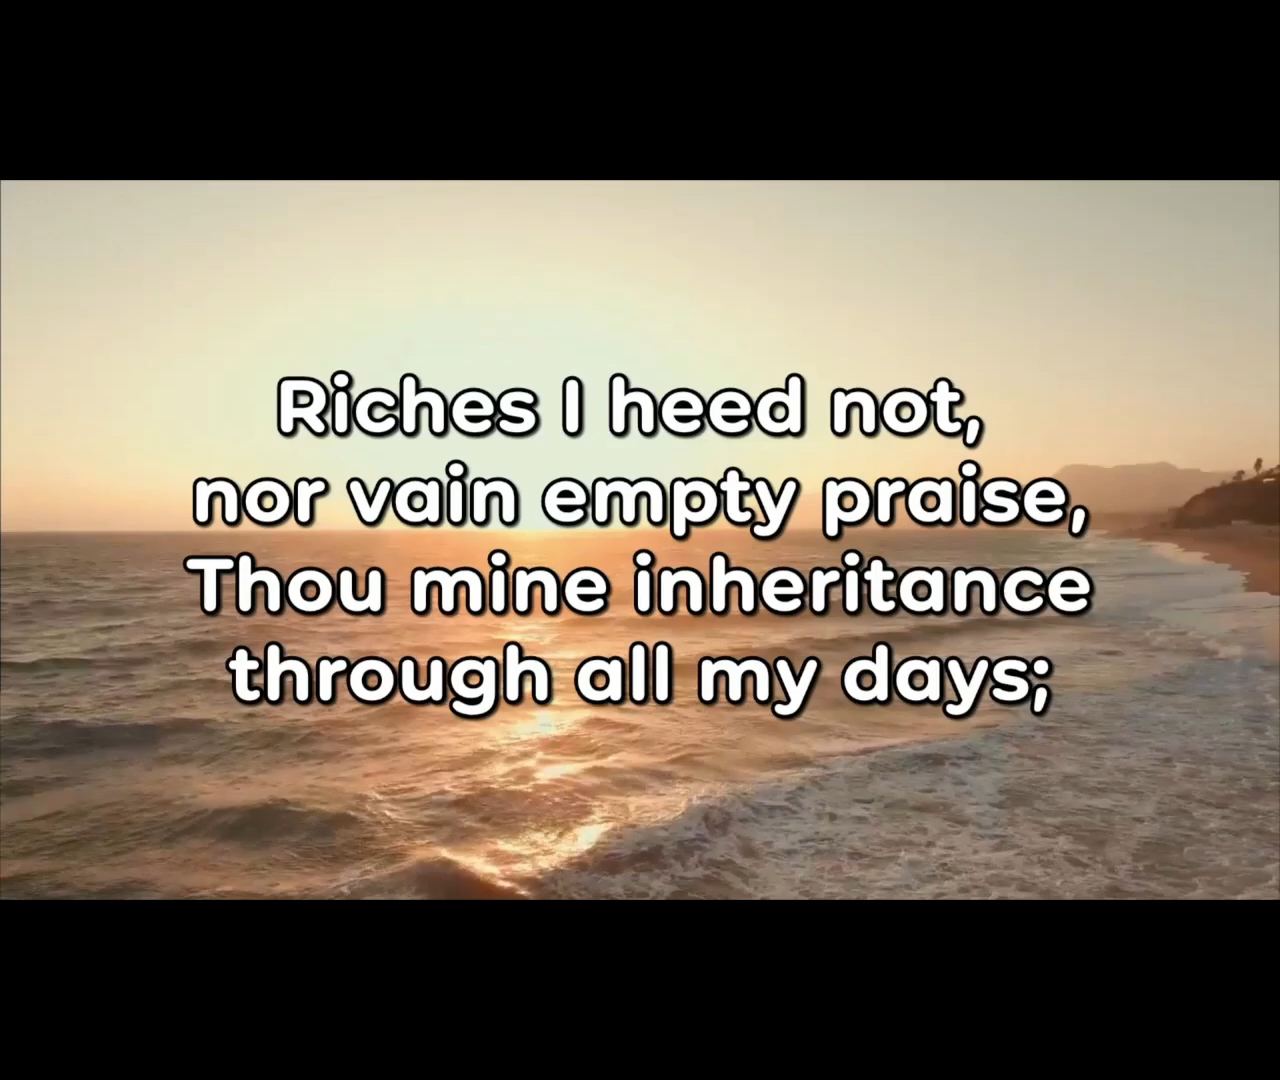 Riches I heed not,
nor vain empty praise,
Thou mine inheritance
through all my days;